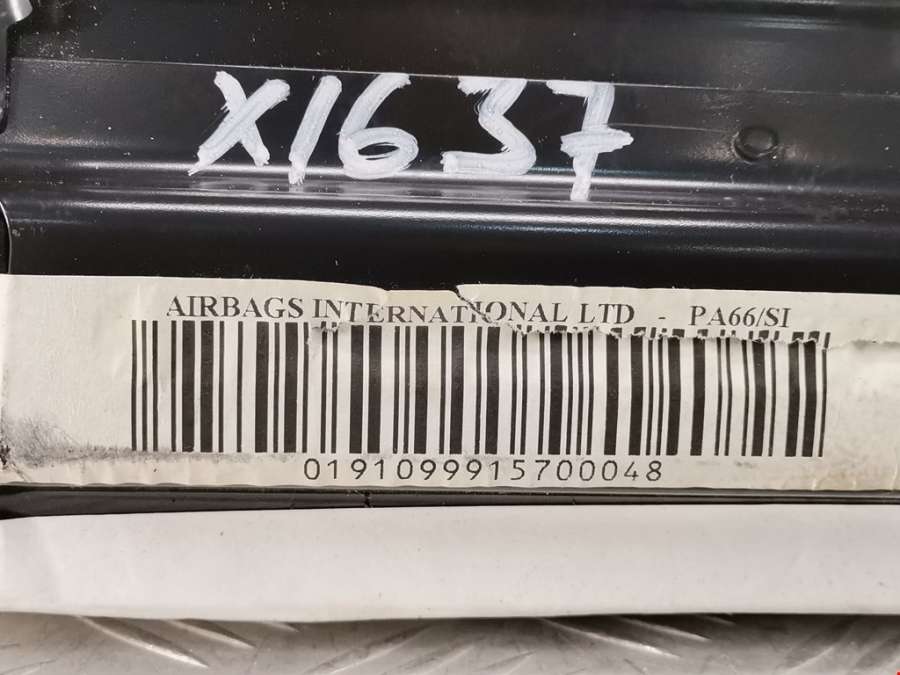 X1637
AIRBAGS INTERNATIONAL LTD - PA66/SI
0191099915700048